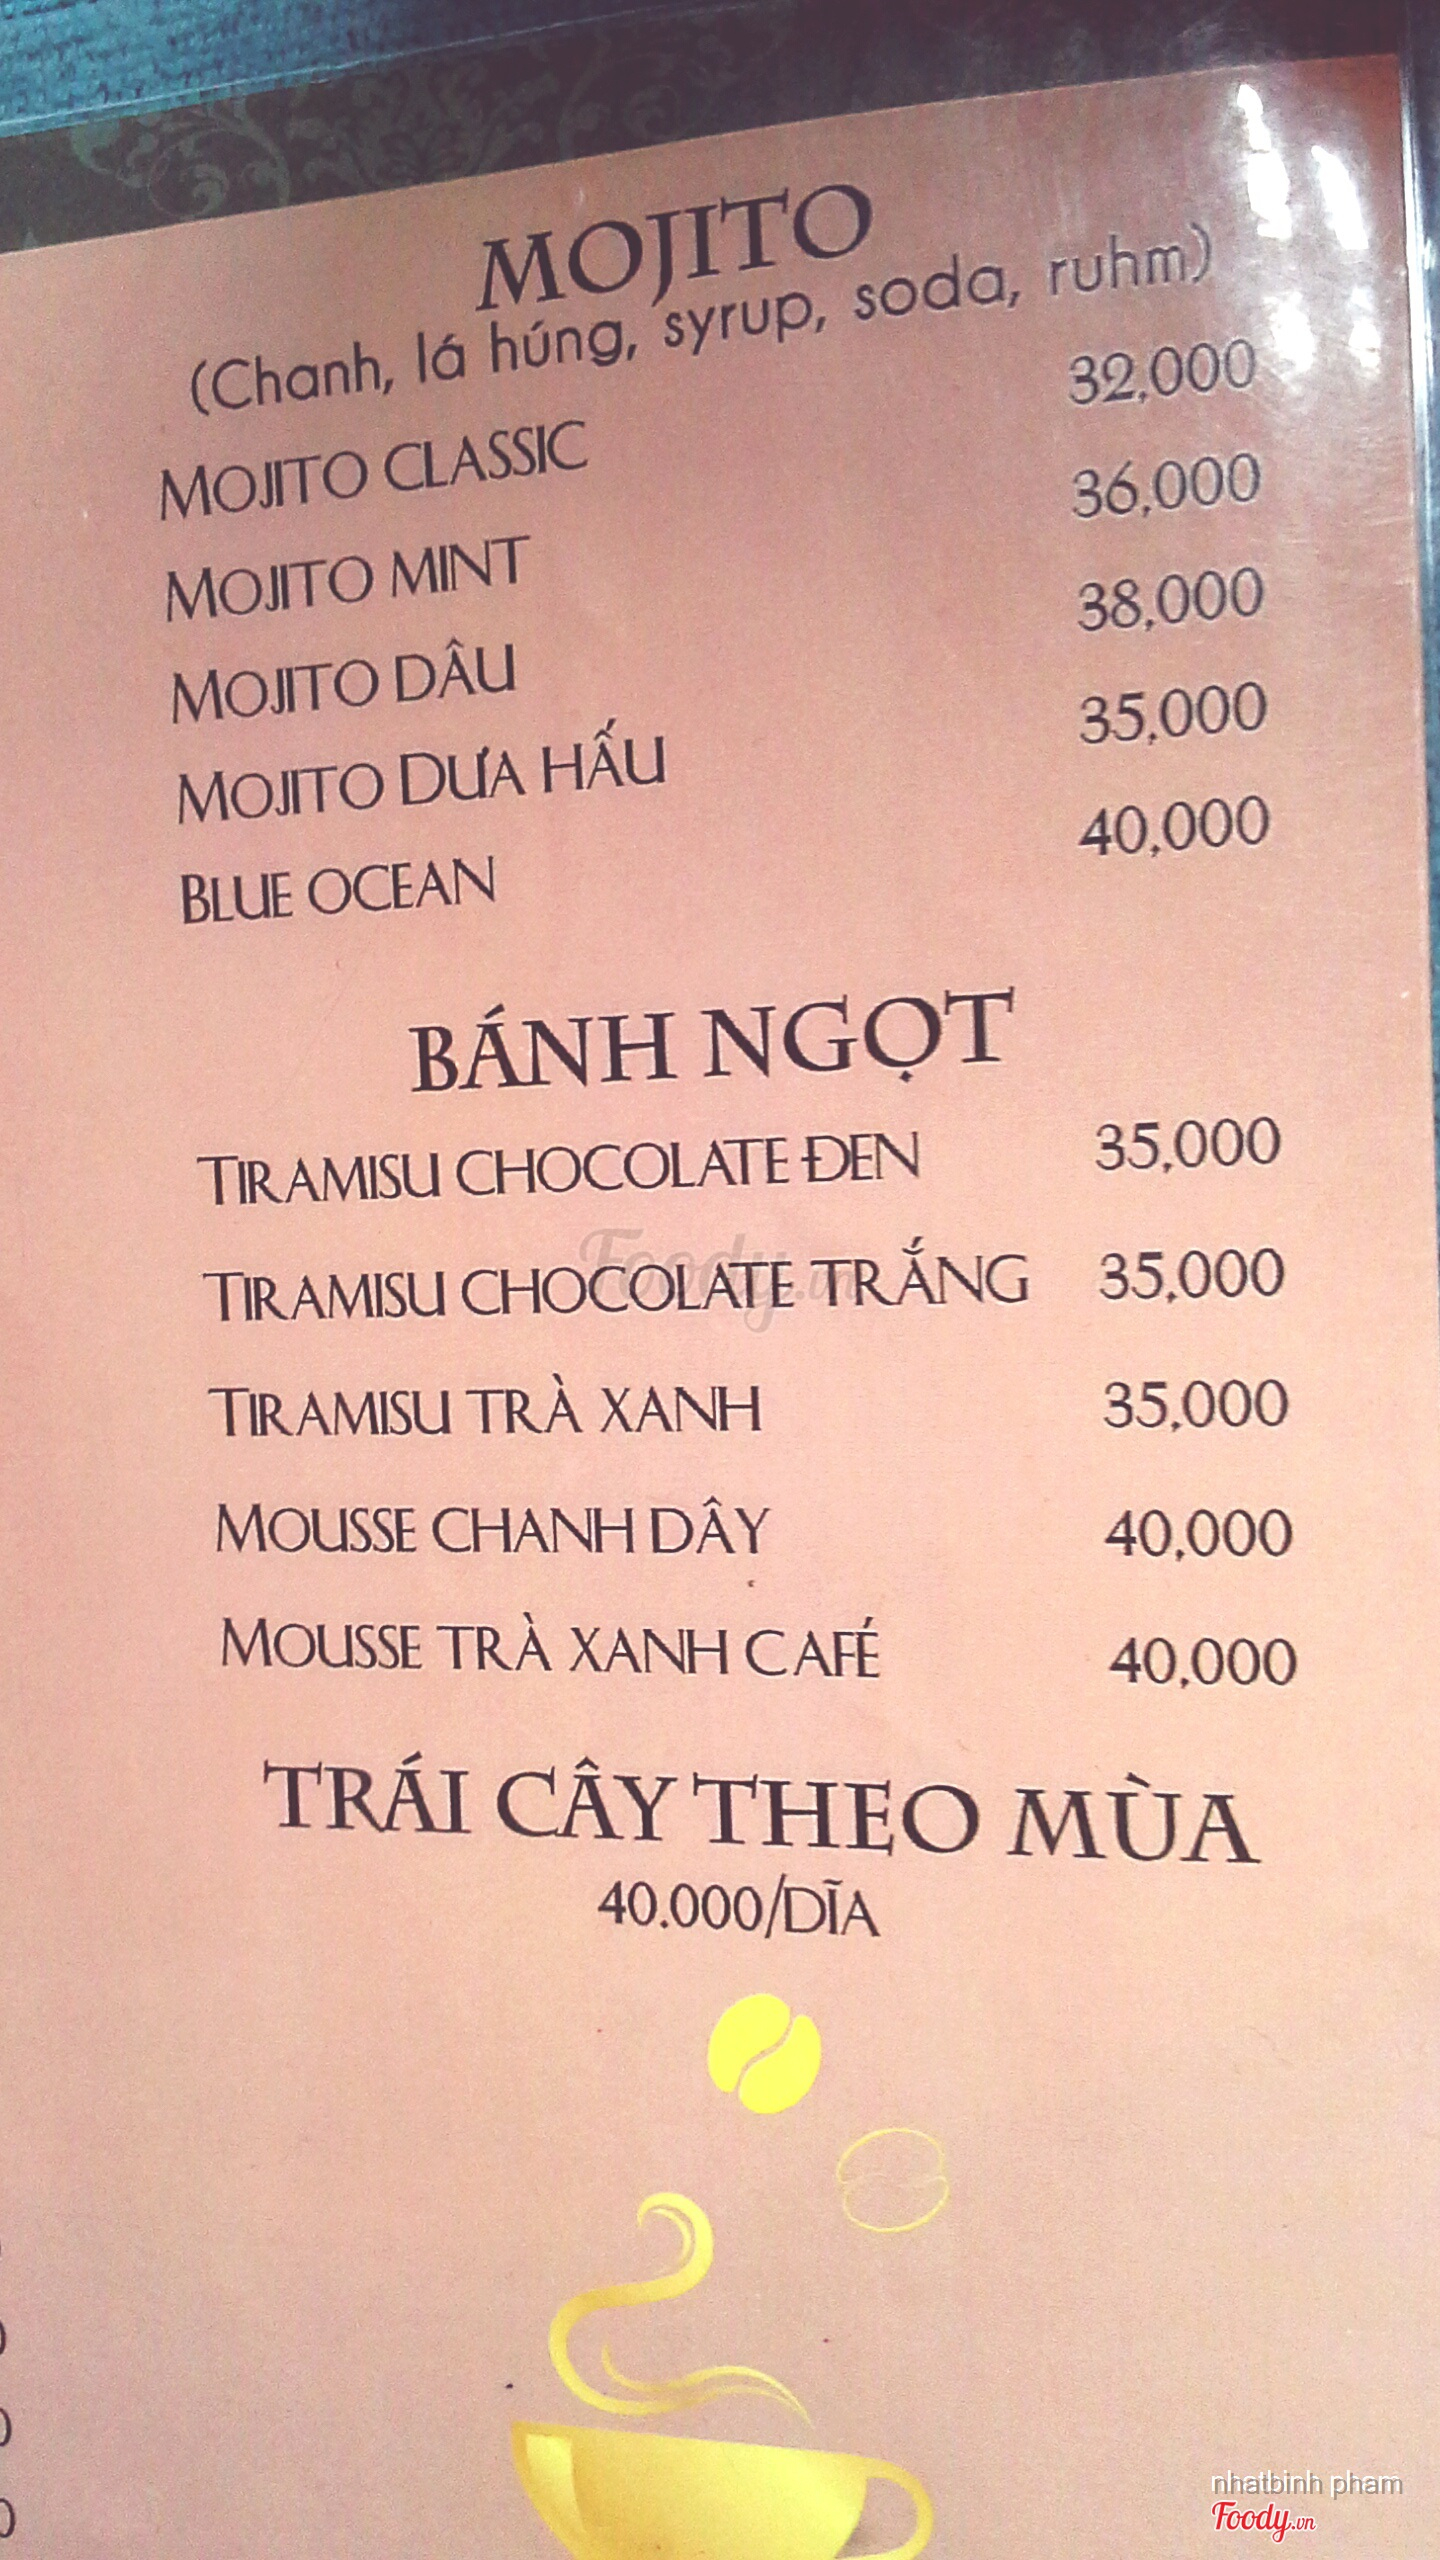 MOJITO
(Chanh, lá húng, syrup, soda, ruhm)
MOJITO CLASSIC 32,000
MOJITO MINT 36,000
MOJITO DÂU 38,000
MOJITO DƯA HẤU 35,000
BLUE OCEAN 40,000
BÁNH NGỌT
TIRAMISU CHOCOLATE ĐEN 35,000
TIRAMISU CHOCOLATE TRẮNG 35,000
Foody.vn
TIRAMISU TRÀ XANH 35,000
MOUSSE CHANH DÂY 40,000
MOUSSE TRÀ XANH CAFÉ 40,000
TRÁI CÂY THEO MÙA
40.000/DĨA
nhatbinh pham
Foody.vn